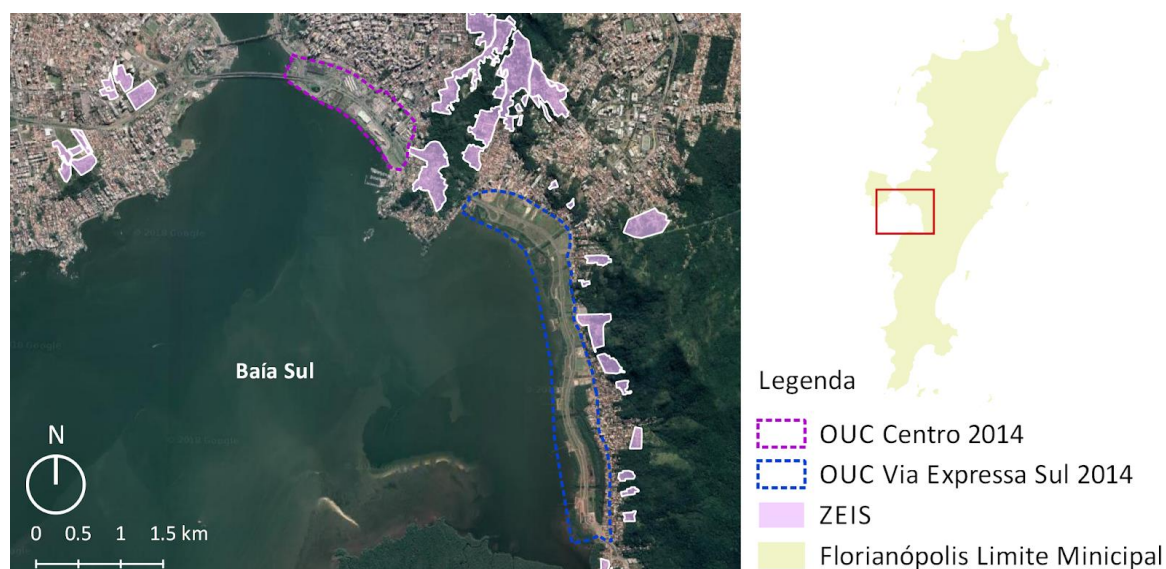 Baía Sul
N
0 0.5 1 1.5 km
Legenda
OUC Centro 2014
OUC Via Expressa Sul 2014
ZEIS
Florianópolis Limite Minicipal